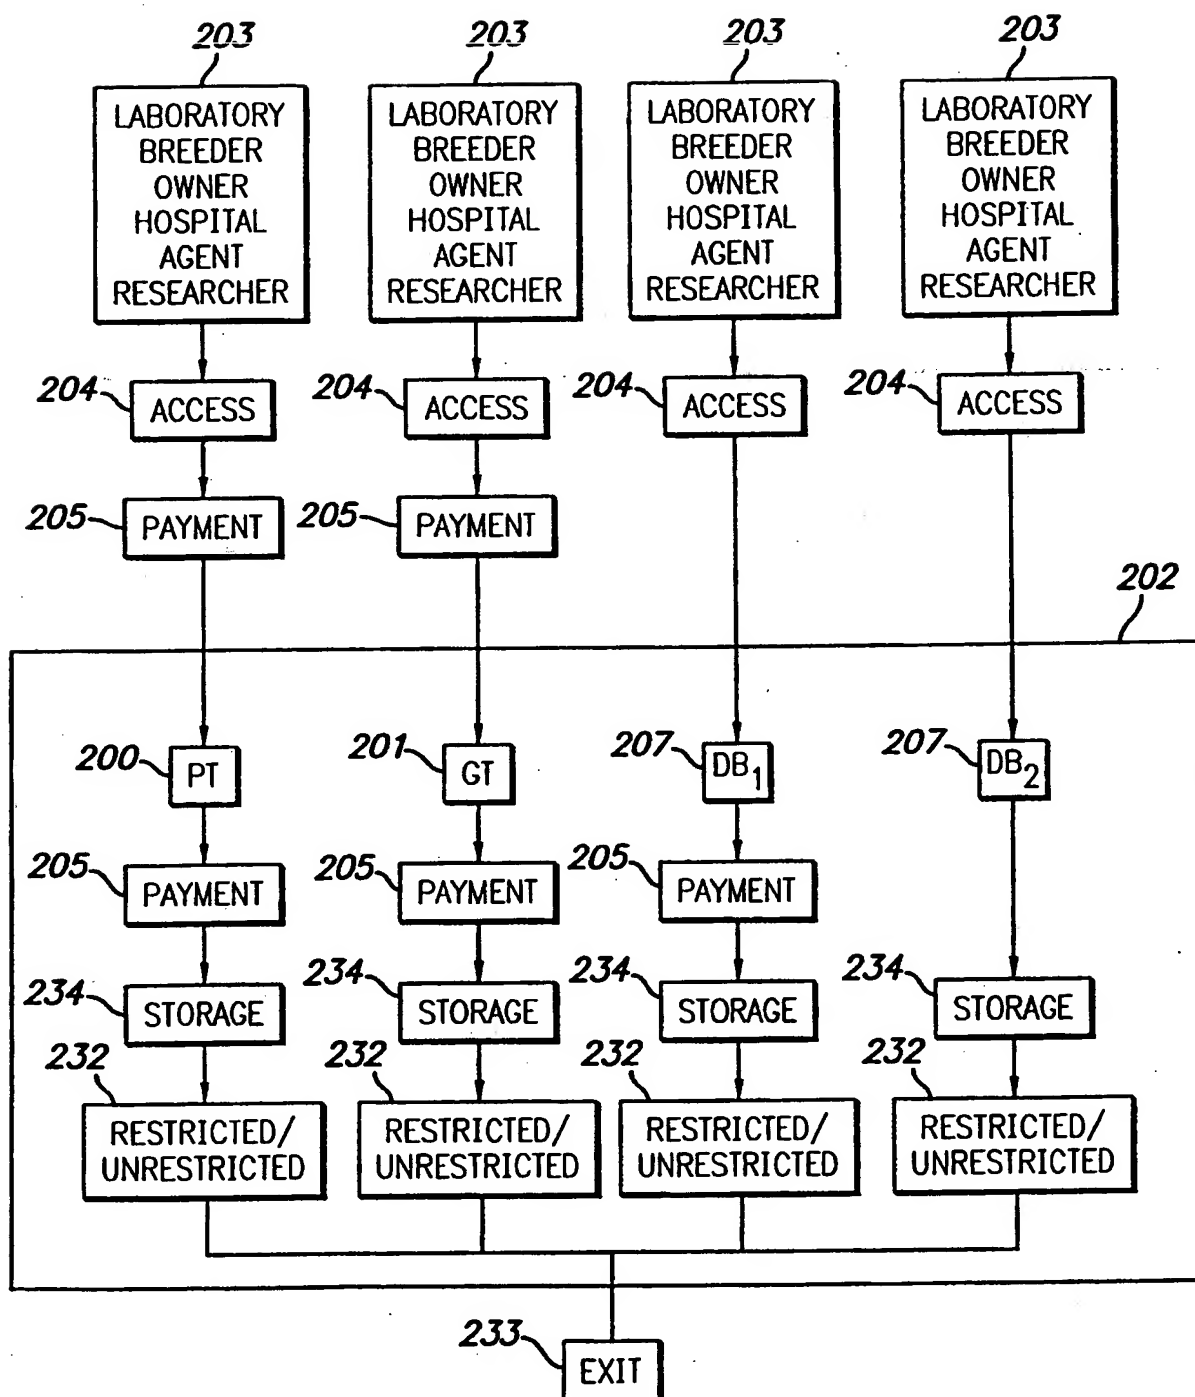 203 203 203 203
LABORATORY LABORATORY LABORATORY LABORATORY
BREEDER BREEDER BREEDER BREEDER
OWNER OWNER OWNER OWNER
HOSPITAL HOSPITAL HOSPITAL HOSPITAL
AGENT AGENT AGENT AGENT
RESEARCHER RESEARCHER RESEARCHER RESEARCHER
204 ACCESS 204 ACCESS 204 ACCESS 204 ACCESS
205 PAYMENT 205 PAYMENT
202
200 PT 201 GT 207 DB1 207 DB2
205 PAYMENT 205 PAYMENT 205 PAYMENT
234 STORAGE 234 STORAGE 234 STORAGE 234 STORAGE
232 232 232 232
RESTRICTED/ RESTRICTED/ RESTRICTED/ RESTRICTED/
UNRESTRICTED UNRESTRICTED UNRESTRICTED UNRESTRICTED
233 EXIT